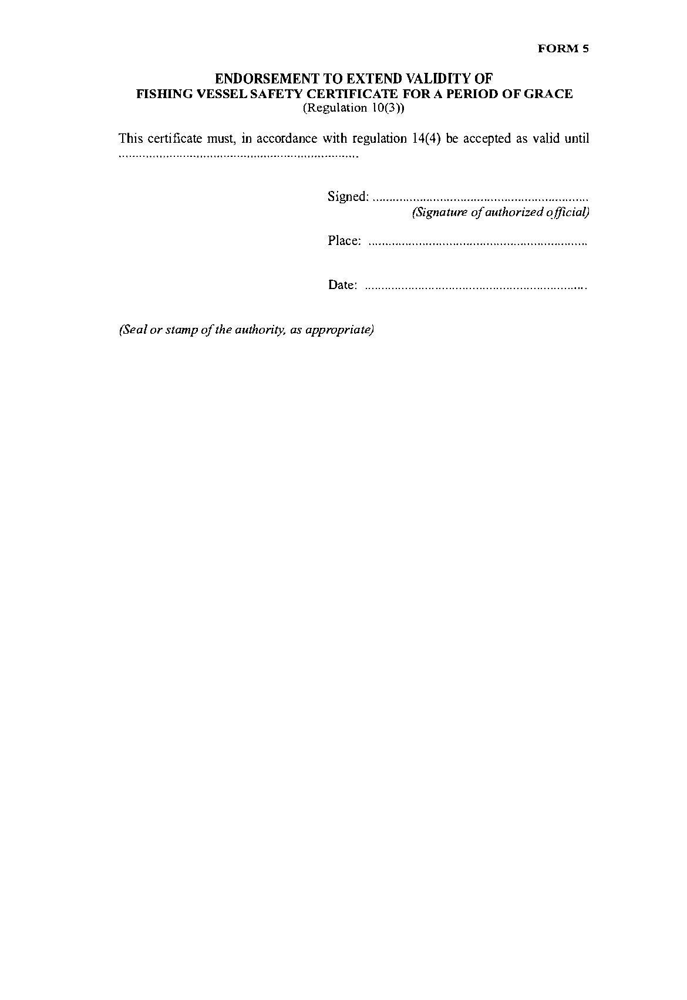 FORM 5
ENDORSEMENT TO EXTEND VALIDITY OF
FISHING VESSEL SAFETY CERTIFICATE FOR A PERIOD OF GRACE
(Regulation 10(3))
This certificate must, in accordance with regulation 14(4) be accepted as valid until
.......................................................................
Signed: ................................................................
(Signature of authorized official)
Place: .................................................................
Date: ..................................................................
(Seal or stamp of the authority, as appropriate)